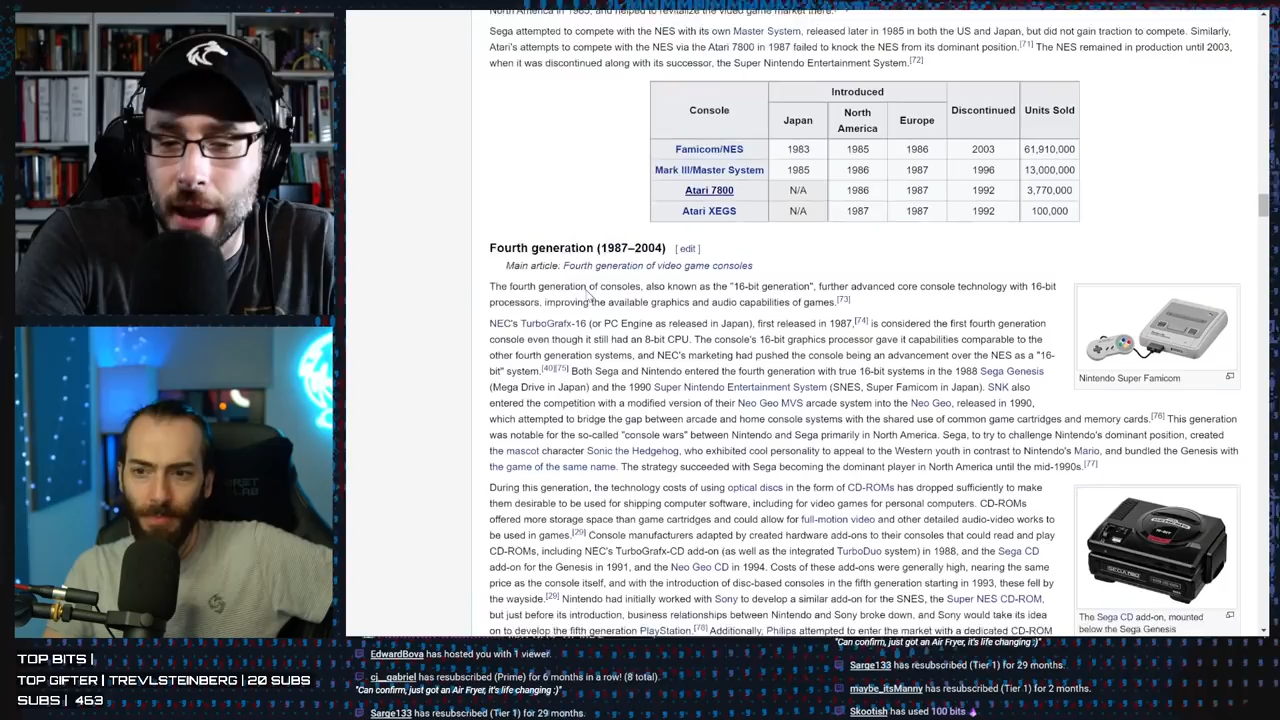 North America in 1985, and helped to revitalize the video game market there.
Sega attempted to compete with the NES with its own Master System, released later in 1985 in both the US and Japan, but did not gain traction to compete. Similarly,
Atari's attempts to compete with the NES via the Atari 7800 in 1987 failed to knock the NES from its dominant position.[71] The NES remained in production until 2003,
when it was discontinued along with its successor, the Super Nintendo Entertainment System.[72]
Console Introduced Discontinued Units Sold
Japan North America Europe
Famicom/NES 1983 1985 1986 2003 61,910,000
Mark III/Master System 1985 1986 1987 1996 13,000,000
Atari 7800 N/A 1986 1987 1992 3,770,000
Atari XEGS N/A 1987 1987 1992 100,000
Fourth generation (1987–2004) [ edit ]
Main article: Fourth generation of video game consoles
The fourth generation of consoles, also known as the "16-bit generation", further advanced core console technology with 16-bit
processors, improving the available graphics and audio capabilities of games.[73]
NEC's TurboGrafx-16 (or PC Engine as released in Japan), first released in 1987,[74] is considered the first fourth generation
console even though it still had an 8-bit CPU. The console's 16-bit graphics processor gave it capabilities comparable to the
other fourth generation systems, and NEC's marketing had pushed the console being an advancement over the NES as a "16-
bit" system.[40][75] Both Sega and Nintendo entered the fourth generation with true 16-bit systems in the 1988 Sega Genesis
(Mega Drive in Japan) and the 1990 Super Nintendo Entertainment System (SNES, Super Famicom in Japan). SNK also
entered the competition with a modified version of their Neo Geo MVS arcade system into the Neo Geo, released in 1990,
which attempted to bridge the gap between arcade and home console systems with the shared use of common game cartridges and memory cards.[76] This generation
was notable for the so-called "console wars" between Nintendo and Sega primarily in North America. Sega, to try to challenge Nintendo's dominant position, created
the mascot character Sonic the Hedgehog, who exhibited cool personality to appeal to the Western youth in contrast to Nintendo's Mario, and bundled the Genesis with
the game of the same name. The strategy succeeded with Sega becoming the dominant player in North America until the mid-1990s.[77]
Nintendo Super Famicom
During this generation, the technology costs of using optical discs in the form of CD-ROMs has dropped sufficiently to make
them desirable to be used for shipping computer software, including for video games for personal computers. CD-ROMs
offered more storage space than game cartridges and could allow for full-motion video and other detailed audio-video works to
be used in games.[29] Console manufacturers adapted by created hardware add-ons to their consoles that could read and play
CD-ROMs, including NEC's TurboGrafx-CD add-on (as well as the integrated TurboDuo system) in 1988, and the Sega CD
add-on for the Genesis in 1991, and the Neo Geo CD in 1994. Costs of these add-ons were generally high, nearing the same
price as the console itself, and with the introduction of disc-based consoles in the fifth generation starting in 1993, these fell by
the wayside.[29] Nintendo had initially worked with Sony to develop a similar add-on for the SNES, the Super NES CD-ROM,
but just before its introduction, business relationships between Nintendo and Sony broke down, and Sony would take its idea
on to develop the fifth generation PlayStation.[78] Additionally, Philips attempted to enter the market with a dedicated CD-ROM
The Sega CD add-on, mounted
below the Sega Genesis
TOP BITS |
TOP GIFTER | TREVLSTEINBERG | 20 SUBS
SUBS | 463
EdwardBova has hosted you with 1 viewer.
ci__gabriel has resubscribed (Prime) for 6 months in a row! (8 total).
"Can confirm, just got an Air Fryer, it's life changing :)"
Sarge133 has resubscribed (Tier 1) for 29 months.
"Can confirm, just got an Air Fryer, it's life changing :)"
Sarge133 has resubscribed (Tier 1) for 29 months.
maybe_itsManny has resubscribed (Tier 1) for 2 months.
Skootish has used 100 bits